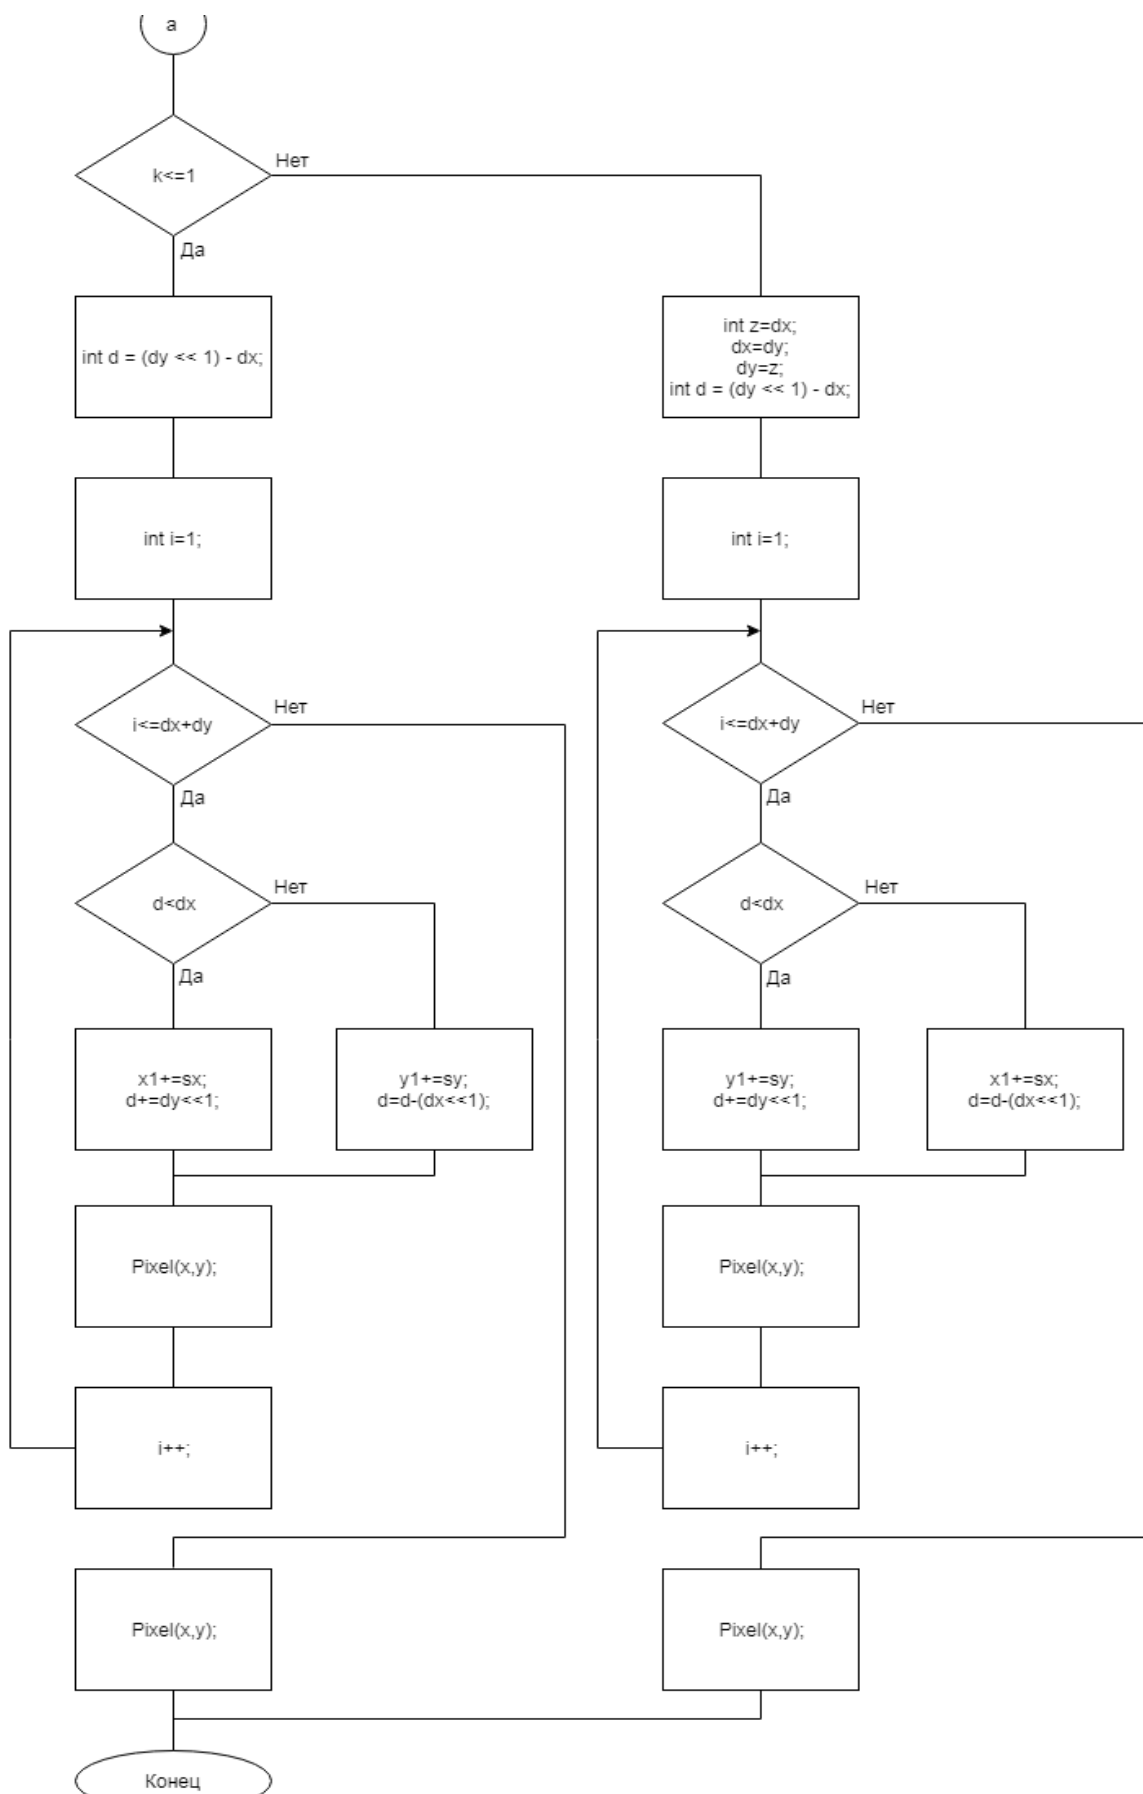 a
k<=1
Нет
Да
int d = (dy << 1) - dx;
int z=dx;
dx=dy;
dy=z;
int d = (dy << 1) - dx;
int i=1;
int i=1;
i<=dx+dy
Нет
Да
i<=dx+dy
Нет
Да
d<dx
Нет
Да
d<dx
Нет
Да
x1+=sx;
d+=dy<<1;
y1+=sy;
d=d-(dx<<1);
y1+=sy;
d+=dy<<1;
x1+=sx;
d=d-(dx<<1);
Pixel(x,y);
Pixel(x,y);
i++;
i++;
Pixel(x,y);
Pixel(x,y);
Конец